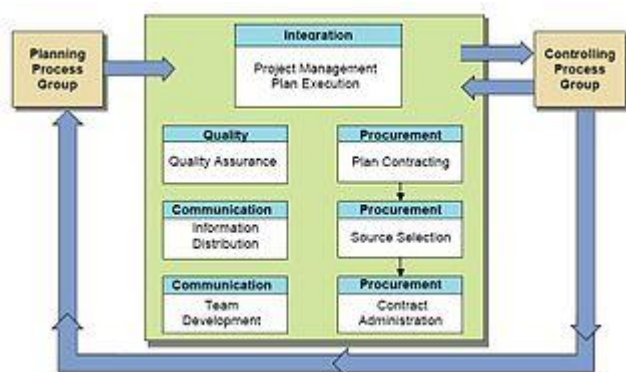 Planning
Process
Group
Integration
Project Management
Plan Execution
Controlling
Process
Group
Quality
Quality Assurance
Procurement
Plan Contracting
Communication
Information
Distribution
Procurement
Source Selection
Communication
Team
Development
Procurement
Contract
Administration